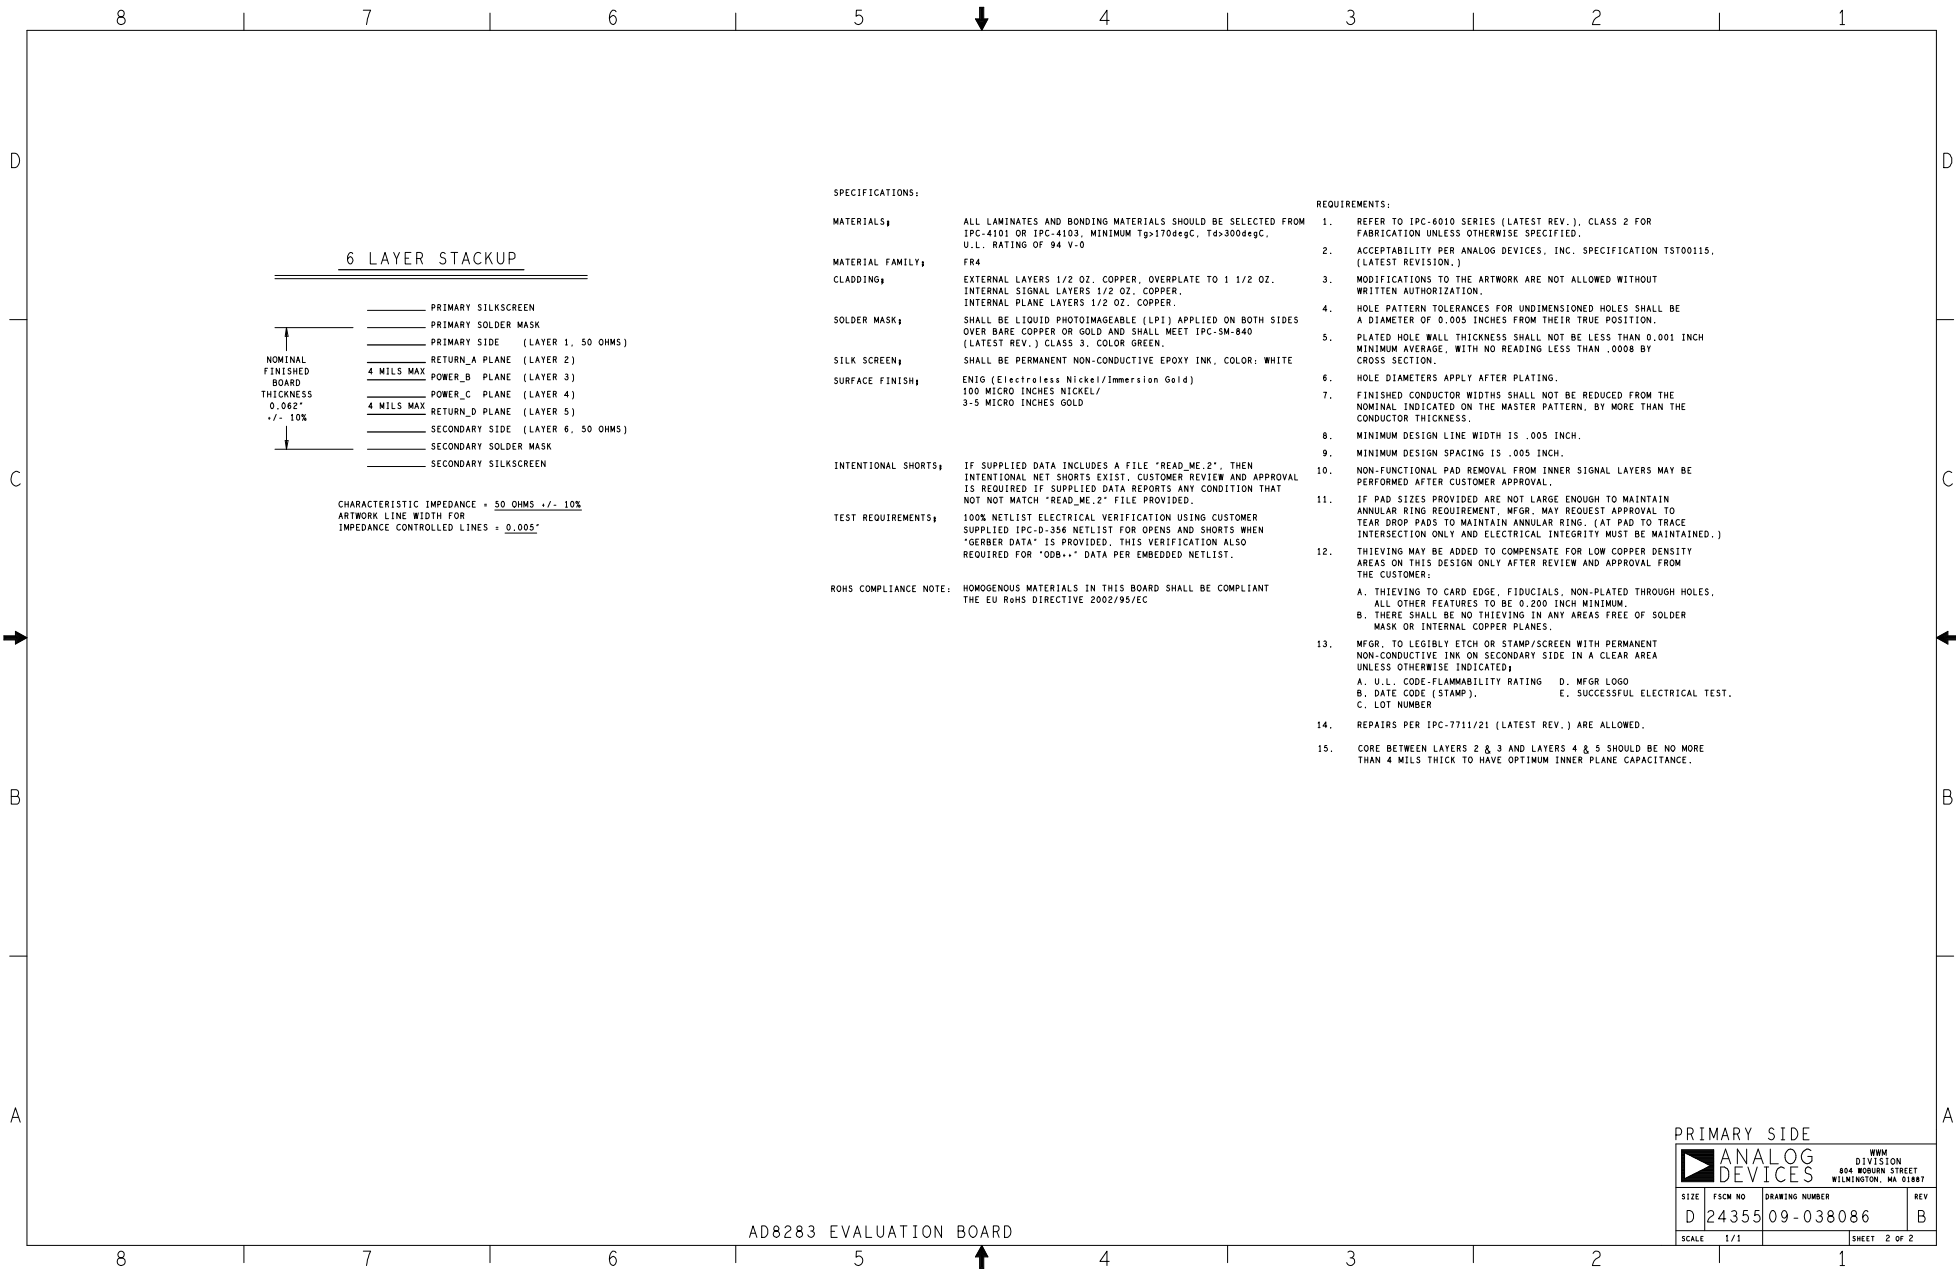 8 7 6 5 4 3 2 1
D D
SPECIFICATIONS:
MATERIALS;
ALL LAMINATES AND BONDING MATERIALS SHOULD BE SELECTED FROM
IPC-4101 OR IPC-4103, MINIMUM Tg>170degC, Td>300degC,
U.L. RATING OF 94 V-0
MATERIAL FAMILY; FR4
CLADDING;
EXTERNAL LAYERS 1/2 OZ. COPPER, OVERPLATE TO 1 1/2 OZ.
INTERNAL SIGNAL LAYERS 1/2 OZ. COPPER,
INTERNAL PLANE LAYERS 1/2 OZ. COPPER.
SOLDER MASK;
SHALL BE LIQUID PHOTOIMAGEABLE (LPI) APPLIED ON BOTH SIDES
OVER BARE COPPER OR GOLD AND SHALL MEET IPC-SM-840
(LATEST REV.) CLASS 3, COLOR GREEN.
SILK SCREEN; SHALL BE PERMANENT NON-CONDUCTIVE EPOXY INK, COLOR: WHITE
SURFACE FINISH;
ENIG (Electroless Nickel/Immersion Gold)
100 MICRO INCHES NICKEL/
3-5 MICRO INCHES GOLD
INTENTIONAL SHORTS;
IF SUPPLIED DATA INCLUDES A FILE "READ_ME.2", THEN
INTENTIONAL NET SHORTS EXIST, CUSTOMER REVIEW AND APPROVAL
IS REQUIRED IF SUPPLIED DATA REPORTS ANY CONDITION THAT
NOT NOT MATCH "READ_ME.2" FILE PROVIDED.
TEST REQUIREMENTS;
100% NETLIST ELECTRICAL VERIFICATION USING CUSTOMER
SUPPLIED IPC-D-356 NETLIST FOR OPENS AND SHORTS WHEN
"GERBER DATA" IS PROVIDED, THIS VERIFICATION ALSO
REQUIRED FOR "ODB++" DATA PER EMBEDDED NETLIST.
ROHS COMPLIANCE NOTE:
HOMOGENOUS MATERIALS IN THIS BOARD SHALL BE COMPLIANT
THE EU RoHS DIRECTIVE 2002/95/EC
REQUIREMENTS:
1. REFER TO IPC-6010 SERIES (LATEST REV.), CLASS 2 FOR
FABRICATION UNLESS OTHERWISE SPECIFIED.
2. ACCEPTABILITY PER ANALOG DEVICES, INC. SPECIFICATION TST00115,
(LATEST REVISION.)
3. MODIFICATIONS TO THE ARTWORK ARE NOT ALLOWED WITHOUT
WRITTEN AUTHORIZATION.
4. HOLE PATTERN TOLERANCES FOR UNDIMENSIONED HOLES SHALL BE
A DIAMETER OF 0.005 INCHES FROM THEIR TRUE POSITION.
5. PLATED HOLE WALL THICKNESS SHALL NOT BE LESS THAN 0.001 INCH
MINIMUM AVERAGE, WITH NO READING LESS THAN .0008 BY
CROSS SECTION.
6. HOLE DIAMETERS APPLY AFTER PLATING.
7. FINISHED CONDUCTOR WIDTHS SHALL NOT BE REDUCED FROM THE
NOMINAL INDICATED ON THE MASTER PATTERN, BY MORE THAN THE
CONDUCTOR THICKNESS.
8. MINIMUM DESIGN LINE WIDTH IS .005 INCH.
9. MINIMUM DESIGN SPACING IS .005 INCH.
10. NON-FUNCTIONAL PAD REMOVAL FROM INNER SIGNAL LAYERS MAY BE
PERFORMED AFTER CUSTOMER APPROVAL.
11. IF PAD SIZES PROVIDED ARE NOT LARGE ENOUGH TO MAINTAIN
ANNULAR RING REQUIREMENT, MFGR. MAY REQUEST APPROVAL TO
TEAR DROP PADS TO MAINTAIN ANNULAR RING. (AT PAD TO TRACE
INTERSECTION ONLY AND ELECTRICAL INTEGRITY MUST BE MAINTAINED.)
12. THIEVING MAY BE ADDED TO COMPENSATE FOR LOW COPPER DENSITY
AREAS ON THIS DESIGN ONLY AFTER REVIEW AND APPROVAL FROM
THE CUSTOMER:
A. THIEVING TO CARD EDGE, FIDUCIALS, NON-PLATED THROUGH HOLES,
ALL OTHER FEATURES TO BE 0.200 INCH MINIMUM.
B. THERE SHALL BE NO THIEVING IN ANY AREAS FREE OF SOLDER
MASK OR INTERNAL COPPER PLANES.
13. MFGR. TO LEGIBLY ETCH OR STAMP/SCREEN WITH PERMANENT
NON-CONDUCTIVE INK ON SECONDARY SIDE IN A CLEAR AREA
UNLESS OTHERWISE INDICATED;
A. U.L. CODE-FLAMMABILITY RATING D. MFGR LOGO
B. DATE CODE (STAMP). E. SUCCESSFUL ELECTRICAL TEST.
C. LOT NUMBER
14. REPAIRS PER IPC-7711/21 (LATEST REV.) ARE ALLOWED.
15. CORE BETWEEN LAYERS 2 & 3 AND LAYERS 4 & 5 SHOULD BE NO MORE
THAN 4 MILS THICK TO HAVE OPTIMUM INNER PLANE CAPACITANCE.
6 LAYER STACKUP
PRIMARY SILKSCREEN
PRIMARY SOLDER MASK
PRIMARY SIDE (LAYER 1, 50 OHMS)
RETURN_A PLANE (LAYER 2)
4 MILS MAX
POWER_B PLANE (LAYER 3)
POWER_C PLANE (LAYER 4)
4 MILS MAX
RETURN_D PLANE (LAYER 5)
SECONDARY SIDE (LAYER 6, 50 OHMS)
SECONDARY SOLDER MASK
SECONDARY SILKSCREEN
NOMINAL
FINISHED
BOARD
THICKNESS
0.062"
+/- 10%
CHARACTERISTIC IMPEDANCE = 50 OHMS +/- 10%
ARTWORK LINE WIDTH FOR
IMPEDANCE CONTROLLED LINES = 0.005"
C C
B B
A A
PRIMARY SIDE
ANALOG
DEVICES
WWM
DIVISION
804 WOBURN STREET
WILMINGTON, MA 01887
SIZE FSCM NO DRAWING NUMBER REV
D 24355 09-038086 B
SCALE 1/1 SHEET 2 OF 2
AD8283 EVALUATION BOARD
8 7 6 5 4 3 2 1